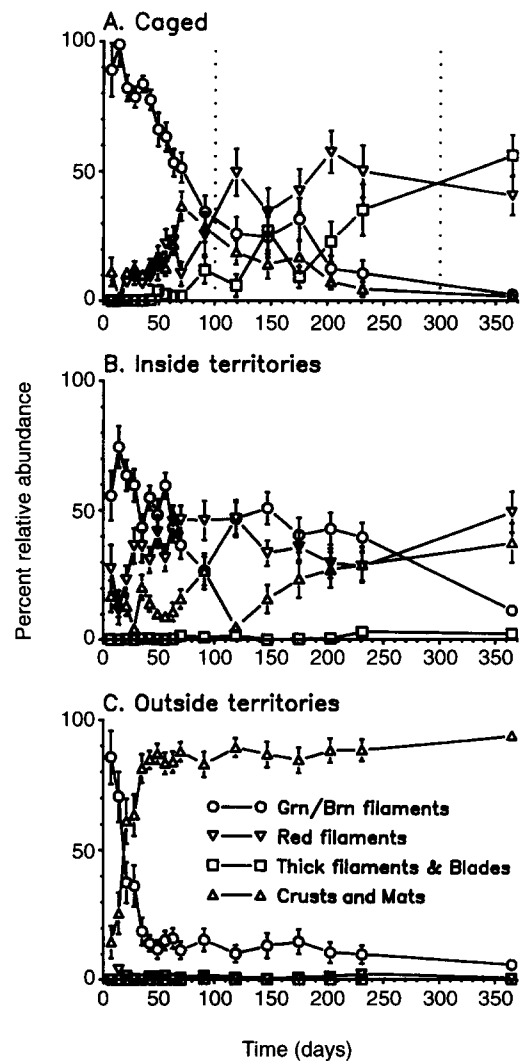 A. Caged
100
50
0
0 50 100 150 200 250 300 350
B. Inside territories
100
50
0
0 50 100 150 200 250 300 350
Percent relative abundance
C. Outside territories
100
50
0
Grn/Brn filaments
Red filaments
Thick filaments & Blades
Crusts and Mats
0 50 100 150 200 250 300 350
Time (days)